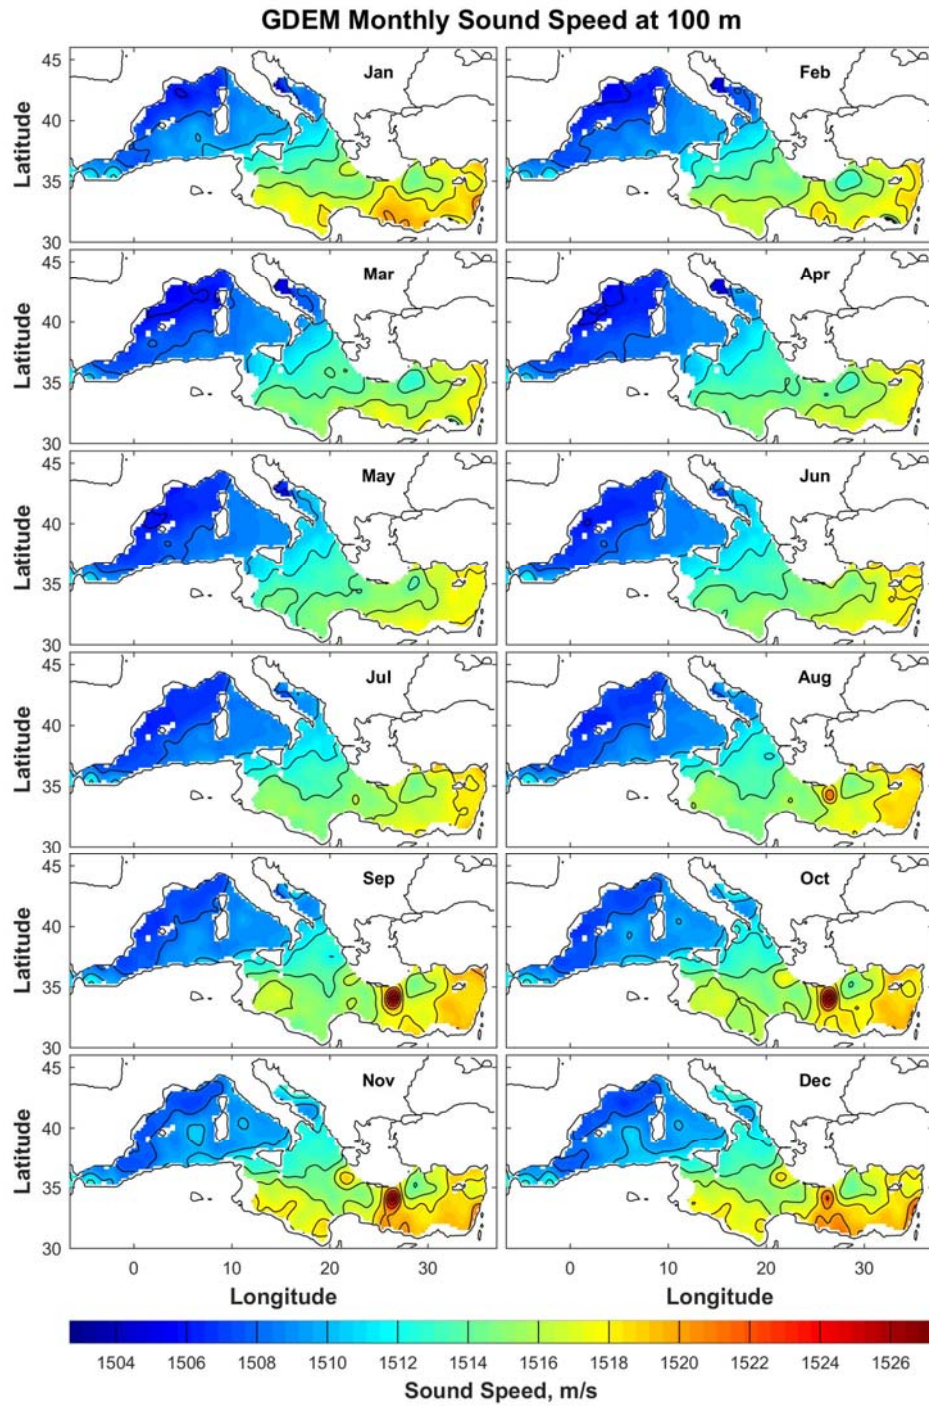 GDEM Monthly Sound Speed at 100 m
45
Jan
Feb
Latitude
40
35
30
45
Mar
Apr
Latitude
40
35
30
45
May
Jun
Latitude
40
35
30
45
Jul
Aug
Latitude
40
35
30
45
Sep
Oct
Latitude
40
35
30
45
Nov
Dec
Latitude
40
35
30
0 10 20 30 0 10 20 30
Longitude Longitude
1504 1506 1508 1510 1512 1514 1516 1518 1520 1522 1524 1526
Sound Speed, m/s